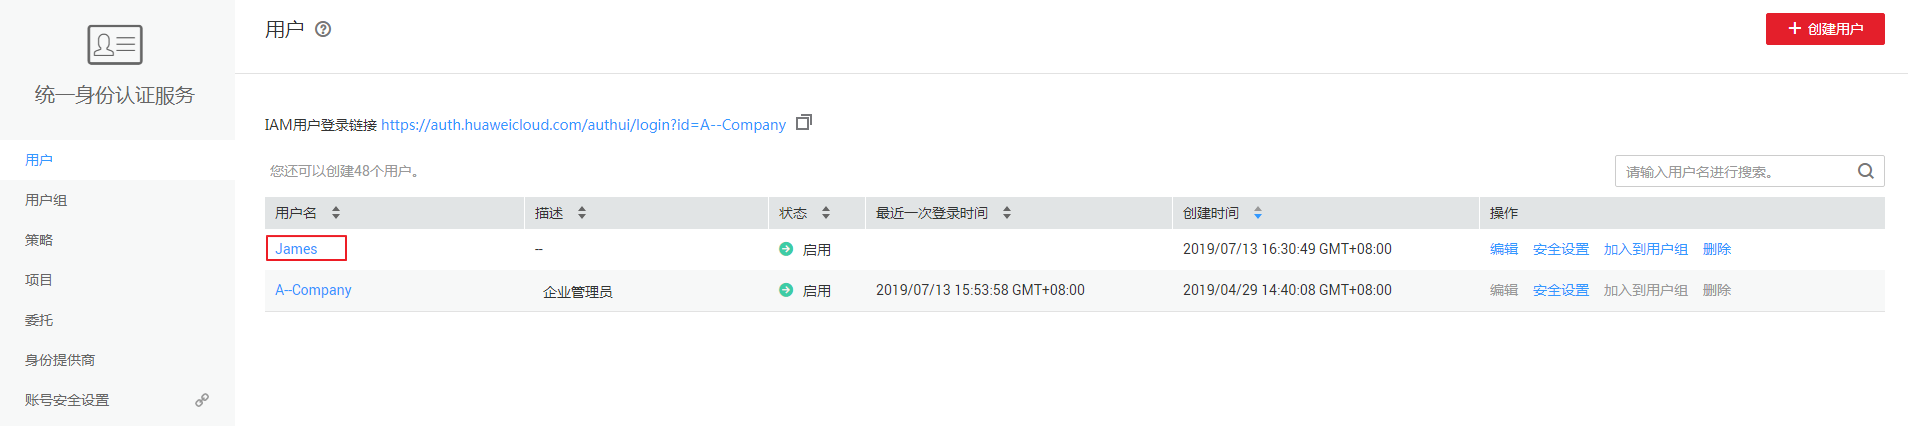 统一身份认证服务
用户
用户组
策略
项目
委托
身份提供商
账号安全设置
用户 ?
+ 创建用户
IAM用户登录链接 https://auth.huaweicloud.com/authui/login?id=A--Company
您还可以创建48个用户。
请输入用户名进行搜索。
用户名 描述 状态 最近一次登录时间 创建时间 操作
James -- 启用 2019/07/13 16:30:49 GMT+08:00 编辑 安全设置 加入到用户组 删除
A--Company 企业管理员 启用 2019/07/13 15:53:58 GMT+08:00 2019/04/29 14:40:08 GMT+08:00 编辑 安全设置 加入到用户组 删除